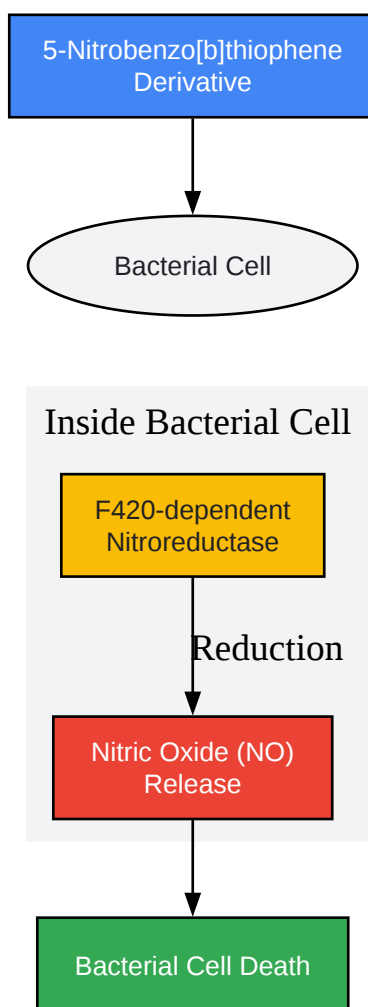 5-Nitrobenzo[b]thiophene
Derivative
Bacterial Cell
Inside Bacterial Cell
F420-dependent
Nitroreductase
Reduction
Nitric Oxide (NO)
Release
Bacterial Cell Death